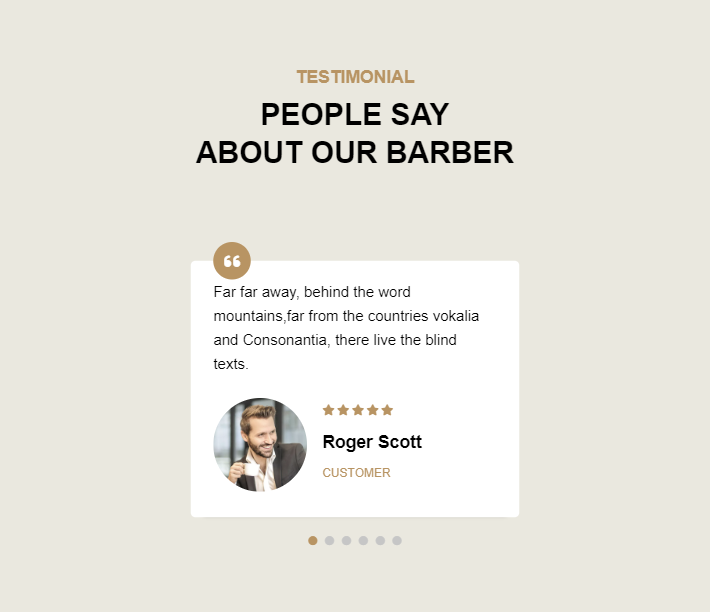 TESTIMONIAL
PEOPLE SAY
ABOUT OUR BARBER
Far far away, behind the word
mountains,far from the countries vokalia
and Consonantia, there live the blind
texts.
Roger Scott
CUSTOMER